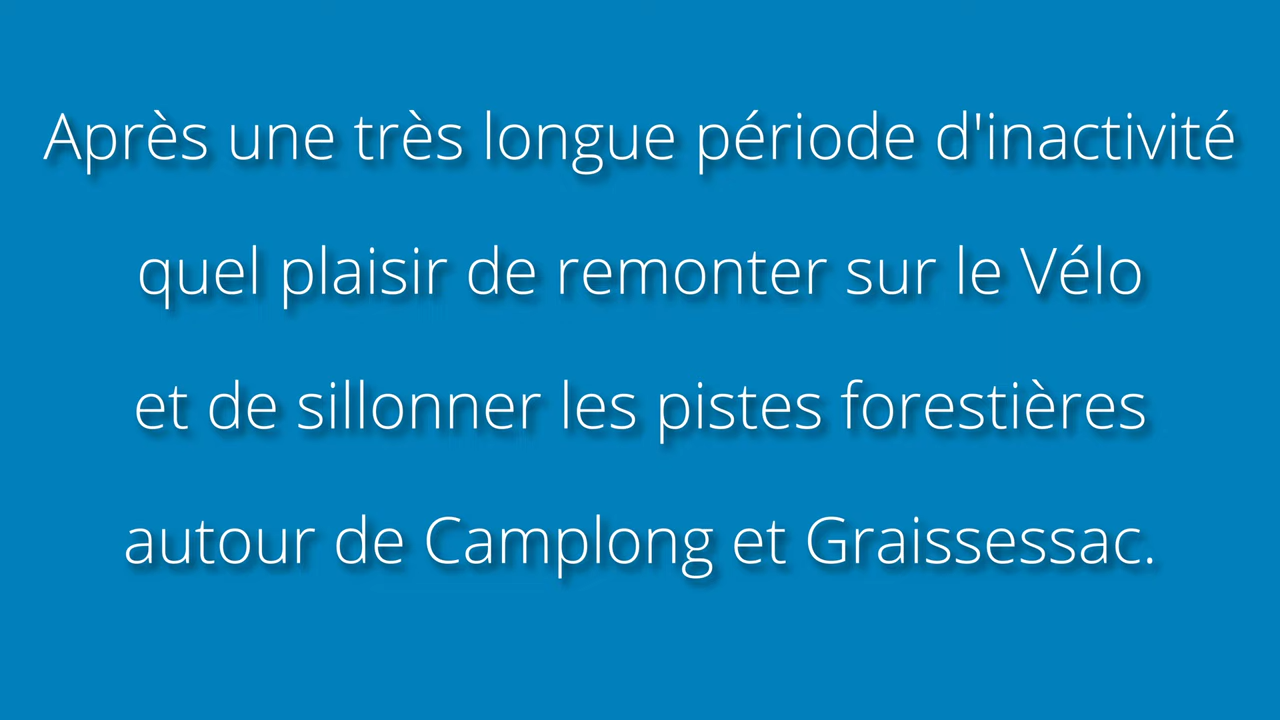 Après une très longue période d'inactivité
quel plaisir de remonter sur le Vélo
et de sillonner les pistes forestières
autour de Camplong et Graissessac.